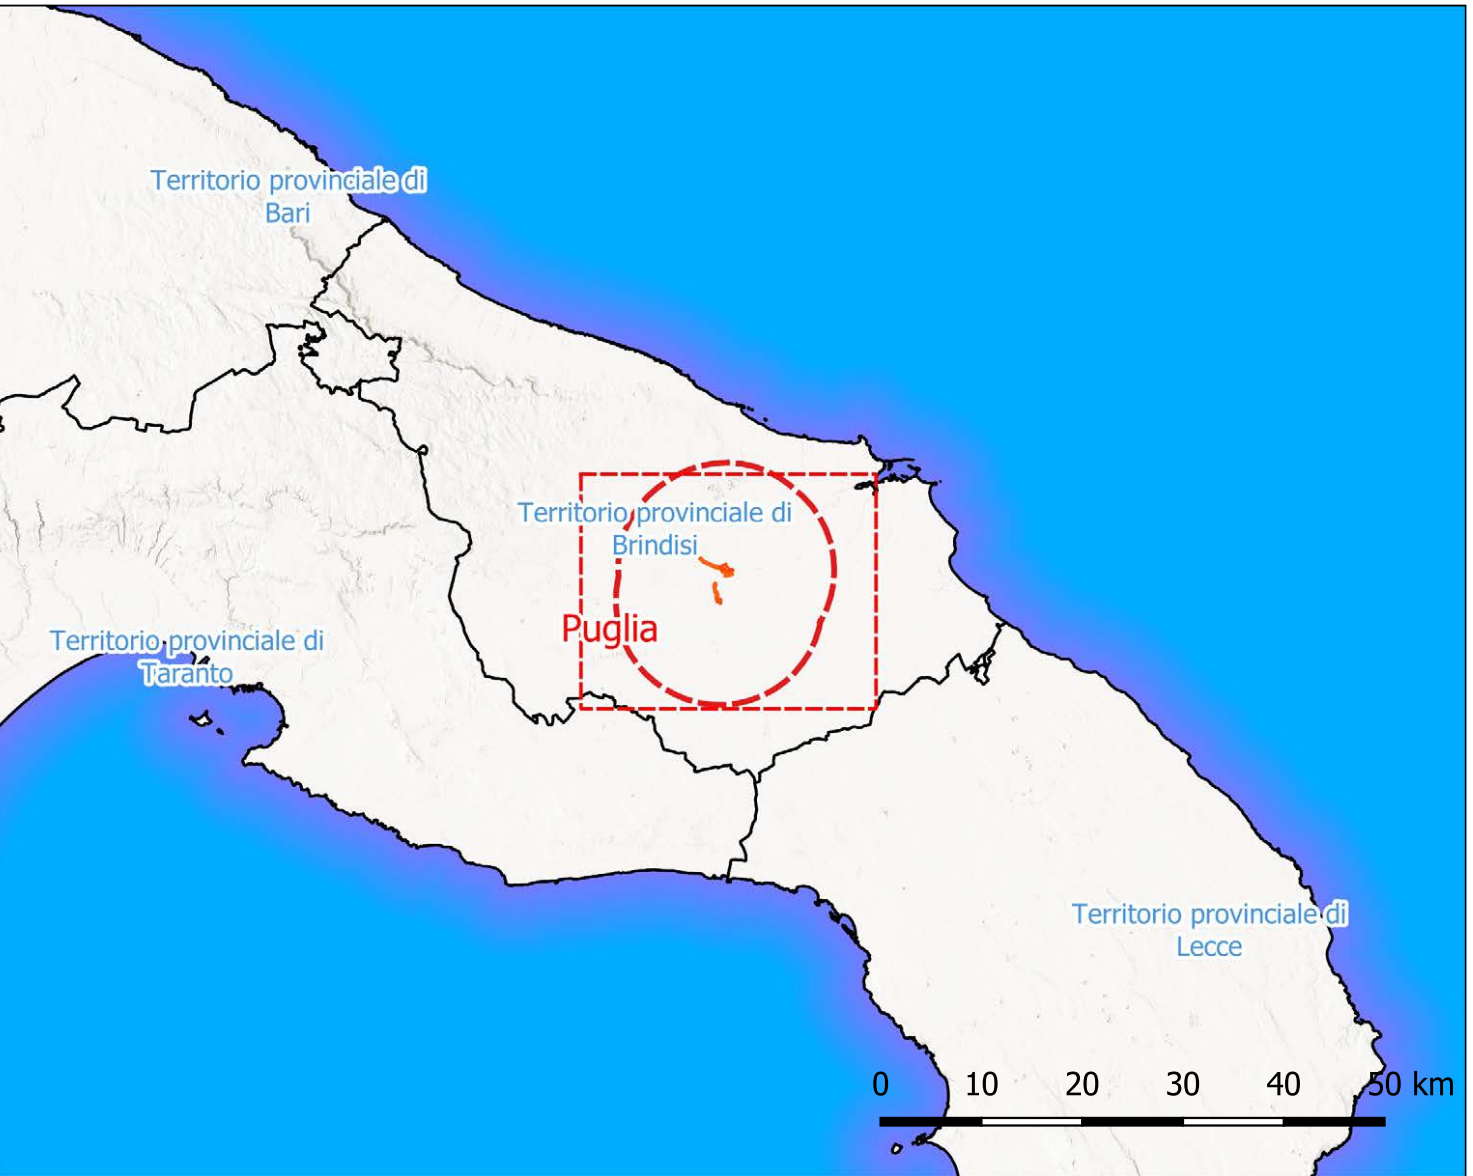 Territorio provinciale di
Bari
Territorio provinciale di
Brindisi
Puglia
Territorio provinciale di
Taranto
Territorio provinciale di
Lecce
0 10 20 30 40 50 km